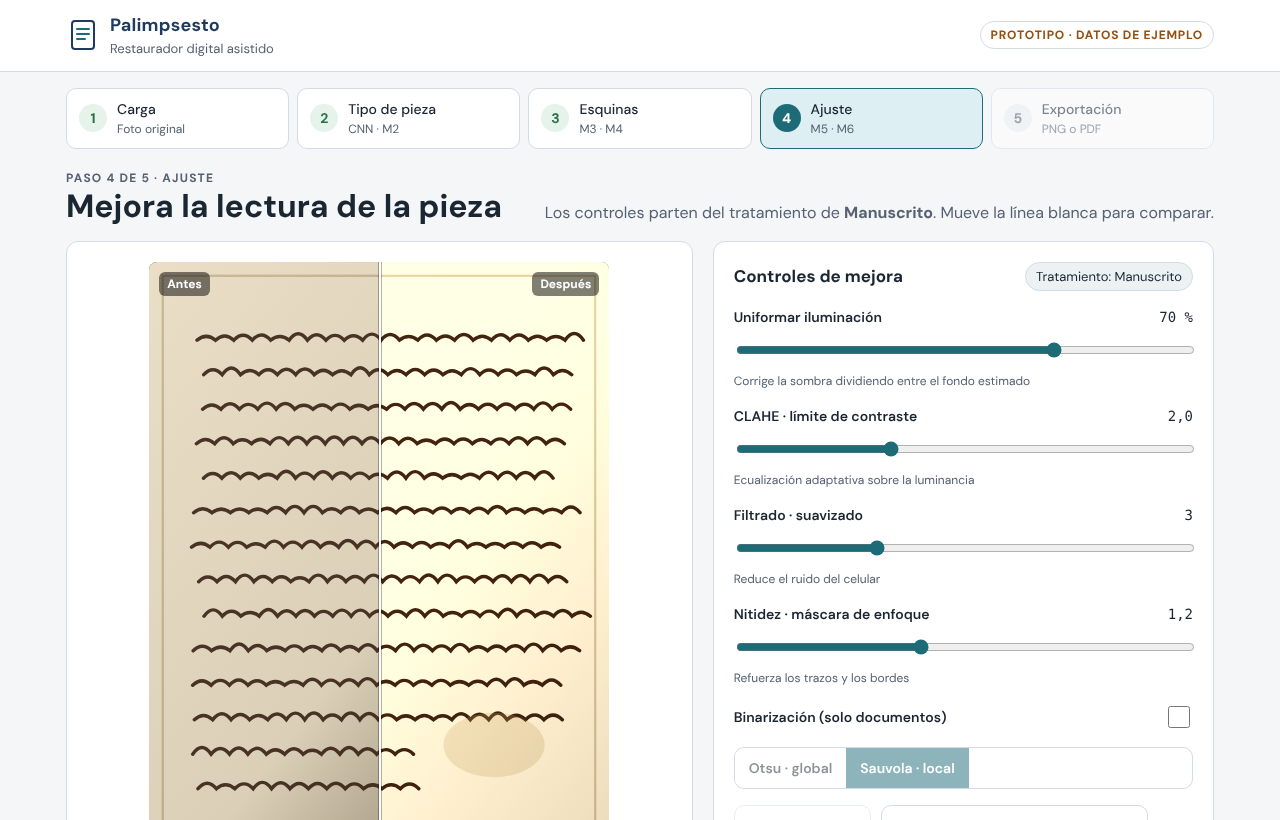 Palimpsesto
Restaurador digital asistido
PROTOTIPO · DATOS DE EJEMPLO
1 Carga
Foto original
2 Tipo de pieza
CNN · M2
3 Esquinas
M3 · M4
4 Ajuste
M5 · M6
5 Exportación
PNG o PDF
PASO 4 DE 5 · AJUSTE
Mejora la lectura de la pieza
Los controles parten del tratamiento de Manuscrito. Mueve la línea blanca para comparar.
Antes
Después
Controles de mejora
Tratamiento: Manuscrito
Uniformar iluminación 70 %
Corrige la sombra dividiendo entre el fondo estimado
CLAHE · límite de contraste 2,0
Ecualización adaptativa sobre la luminancia
Filtrado · suavizado 3
Reduce el ruido del celular
Nitidez · máscara de enfoque 1,2
Refuerza los trazos y los bordes
Binarización (solo documentos)
Otsu · global Sauvola · local